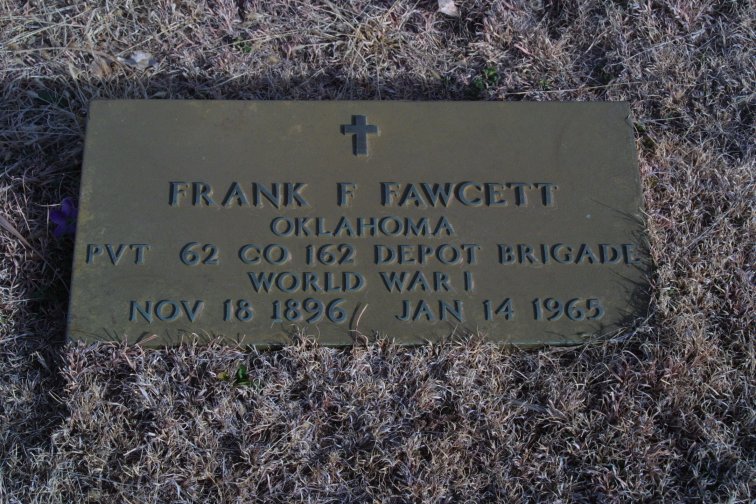 FRANK F FAWCETT
OKLAHOMA
PVT 62 CO 162 DEPOT BRIGADE
WORLD WAR I
NOV 18 1896 JAN 14 1965